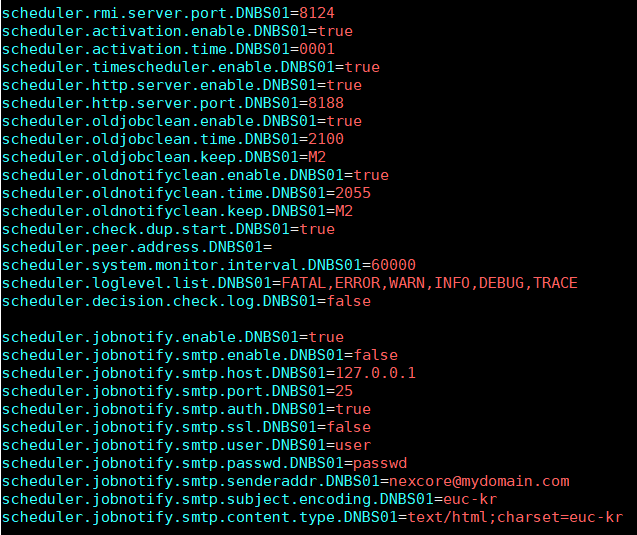 scheduler.rmi.server.port.DNBS01=8124
scheduler.activation.enable.DNBS01=true
scheduler.activation.time.DNBS01=0001
scheduler.timescheduler.enable.DNBS01=true
scheduler.http.server.enable.DNBS01=true
scheduler.http.server.port.DNBS01=8188
scheduler.oldjobclean.enable.DNBS01=true
scheduler.oldjobclean.time.DNBS01=2100
scheduler.oldjobclean.keep.DNBS01=M2
scheduler.oldnotifyclean.enable.DNBS01=true
scheduler.oldnotifyclean.time.DNBS01=2055
scheduler.oldnotifyclean.keep.DNBS01=M2
scheduler.check.dup.start.DNBS01=true
scheduler.peer.address.DNBS01=
scheduler.system.monitor.interval.DNBS01=60000
scheduler.loglevel.list.DNBS01=FATAL,ERROR,WARN,INFO,DEBUG,TRACE
scheduler.decision.check.log.DNBS01=false
scheduler.jobnotify.enable.DNBS01=true
scheduler.jobnotify.smtp.enable.DNBS01=false
scheduler.jobnotify.smtp.host.DNBS01=127.0.0.1
scheduler.jobnotify.smtp.port.DNBS01=25
scheduler.jobnotify.smtp.auth.DNBS01=true
scheduler.jobnotify.smtp.ssl.DNBS01=false
scheduler.jobnotify.smtp.user.DNBS01=user
scheduler.jobnotify.smtp.passwd.DNBS01=passwd
scheduler.jobnotify.smtp.senderaddr.DNBS01=nexcore@mydomain.com
scheduler.jobnotify.smtp.subject.encoding.DNBS01=euc-kr
scheduler.jobnotify.smtp.content.type.DNBS01=text/html;charset=euc-kr